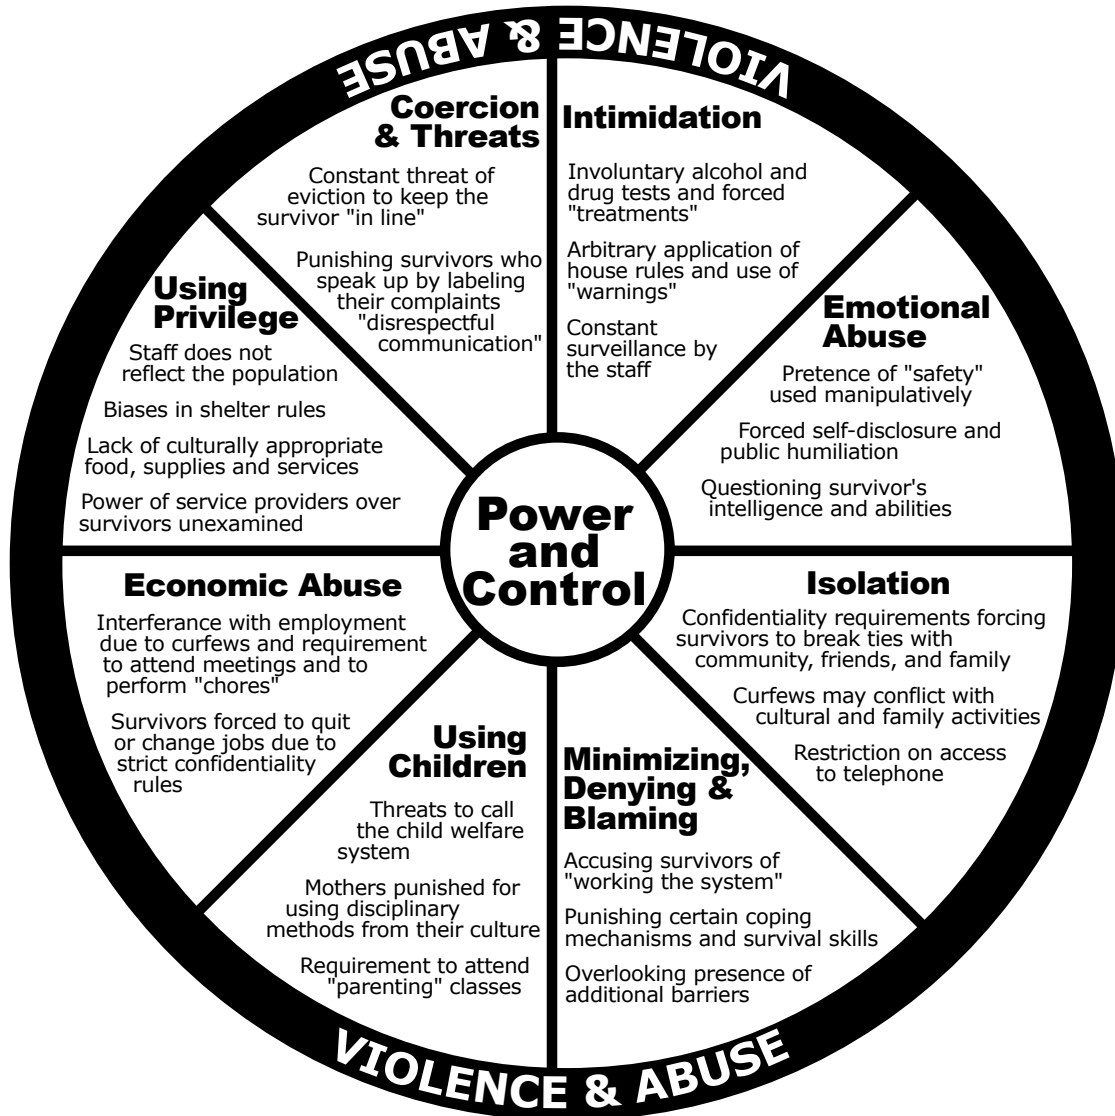 VIOLENCE & ABUSE
Coercion
& Threats
Constant threat of
eviction to keep the
survivor "in line"
Punishing survivors who
speak up by labeling
their complaints
"disrespectful
communication"
Intimidation
Involuntary alcohol and
drug tests and forced
"treatments"
Arbitrary application of
house rules and use of
"warnings"
Constant
surveillance by
the staff
Emotional
Abuse
Pretence of "safety"
used manipulatively
Forced self-disclosure and
public humiliation
Questioning survivor's
intelligence and abilities
Isolation
Confidentiality requirements forcing
survivors to break ties with
community, friends, and family
Curfews may conflict with
cultural and family activities
Restriction on access
to telephone
Minimizing,
Denying &
Blaming
Accusing survivors of
"working the system"
Punishing certain coping
mechanisms and survival skills
Overlooking presence of
additional barriers
Using
Children
Threats to call
the child welfare
system
Mothers punished for
using disciplinary
methods from their culture
Requirement to attend
"parenting" classes
Economic Abuse
Interferance with employment
due to curfews and requirement
to attend meetings and to
perform "chores"
Survivors forced to quit
or change jobs due to
strict confidentiality
rules
Using
Privilege
Staff does not
reflect the population
Biases in shelter rules
Lack of culturally appropriate
food, supplies and services
Power of service providers over
survivors unexamined
Power
and
Control
VIOLENCE & ABUSE